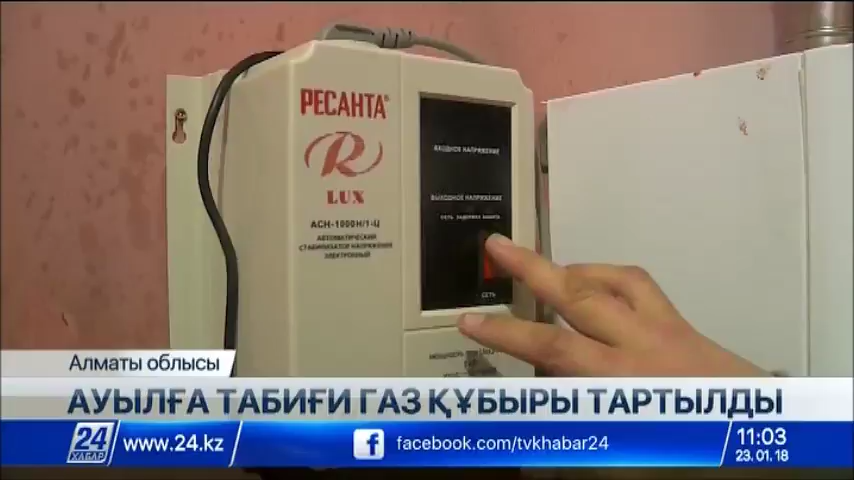 РЕСАНТА®
R
LUX
АСН-1000Н/1-Ц
АВТОМАТИЧЕСКИЙ
СТАБИЛИЗАТОР НАПРЯЖЕНИЯ
ЭЛЕКТРОННЫЙ
ВХОДНОЕ НАПРЯЖЕНИЕ
ВЫХОДНОЕ НАПРЯЖЕНИЕ
СЕТЬ ЗАДЕРЖКА ЗАЩИТА
СЕТЬ
Алматы облысы
АУЫЛҒА ТАБИҒИ ГАЗ ҚҰБЫРЫ ТАРТЫЛДЫ
24 ХАБАР
www.24.kz
f facebook.com/tvkhabar24
11:03
23.01.18